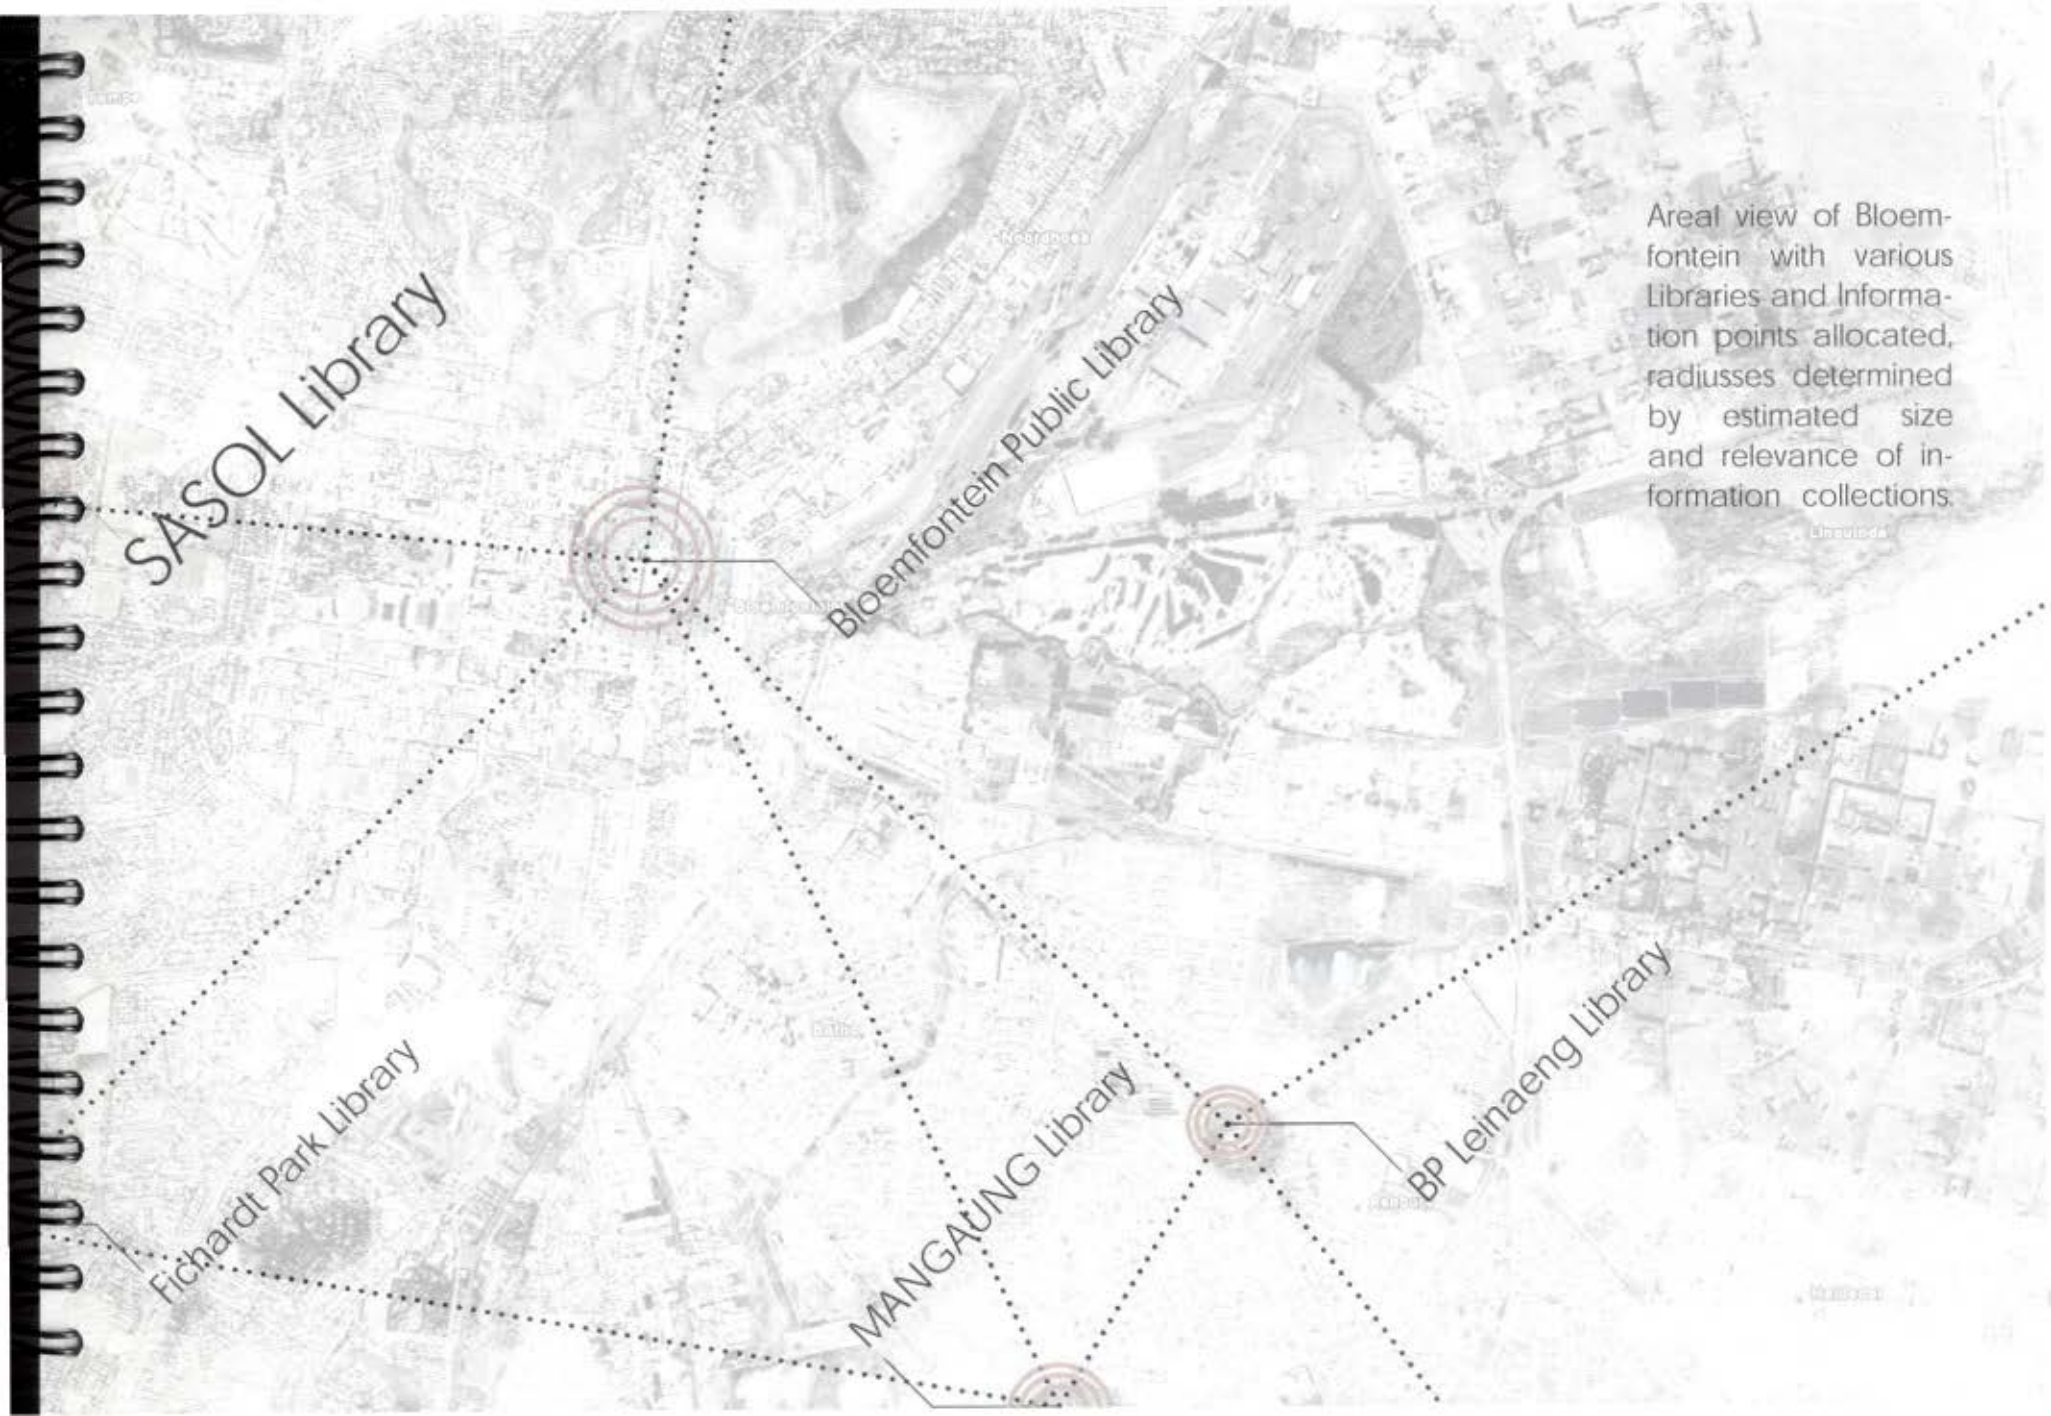 SASOL Library
Bloemfontein Public Library
Areal view of Bloem-
fontein with various
Libraries and Informa-
tion points allocated,
radiusses determined
by estimated size
and relevance of in-
formation collections.
Fichardt Park Library
MANGAUNG Library
BP Leinaeng Library